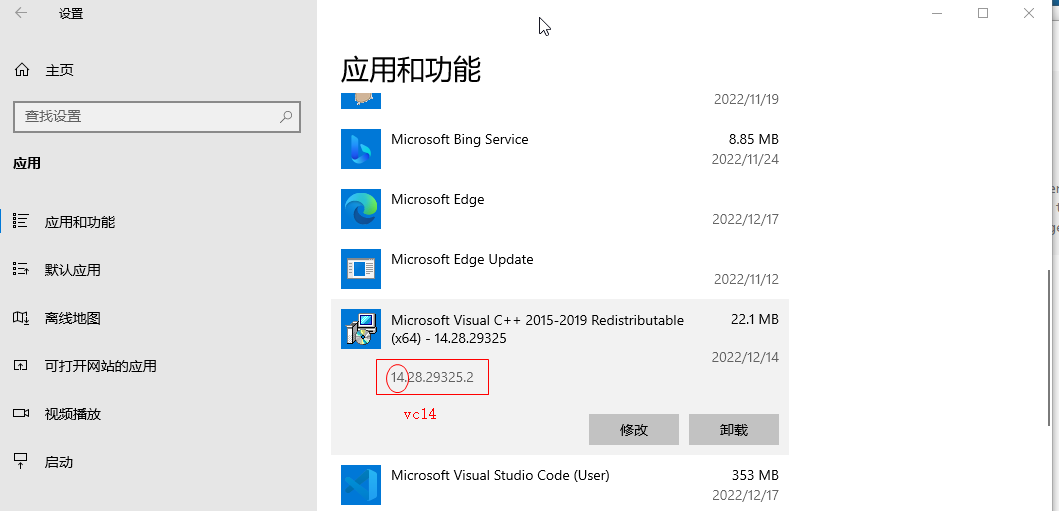 设置
主页
查找设置
应用
应用和功能
默认应用
离线地图
可打开网站的应用
视频播放
启动
应用和功能
2022/11/19
Microsoft Bing Service
8.85 MB
2022/11/24
Microsoft Edge
2022/12/17
Microsoft Edge Update
2022/11/12
Microsoft Visual C++ 2015-2019 Redistributable
22.1 MB
(x64) - 14.28.29325
2022/12/14
14.28.29325.2
vc14
修改
卸载
Microsoft Visual Studio Code (User)
353 MB
2022/12/17